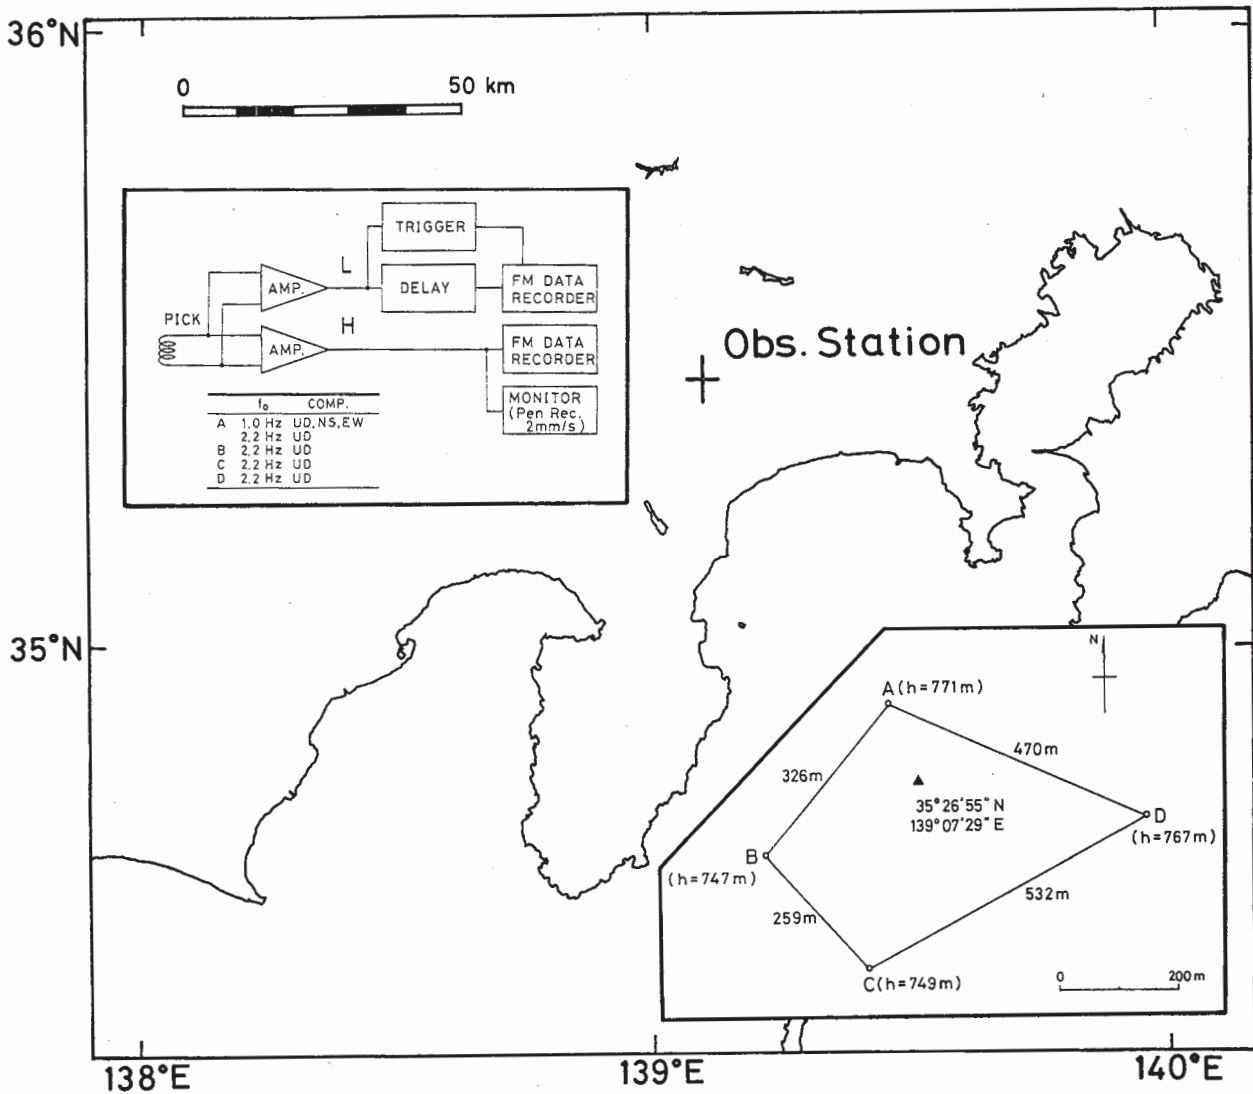 36°N
0 50 km
TRIGGER
L
AMP.
DELAY
FM DATA
RECORDER
PICK
H
AMP.
FM DATA
RECORDER
MONITOR
(Pen Rec.
2mm/s)
f₀ COMP.
A 1.0 Hz UD,NS,EW
2.2 Hz UD
B 2.2 Hz UD
C 2.2 Hz UD
D 2.2 Hz UD
Obs. Station
35°N
N
A(h=771m)
470m
326m
35°26'55"N
139°07'29"E
D
(h=767m)
B
(h=747m)
532m
259m
C(h=749m)
0 200m
138°E
139°E
140°E